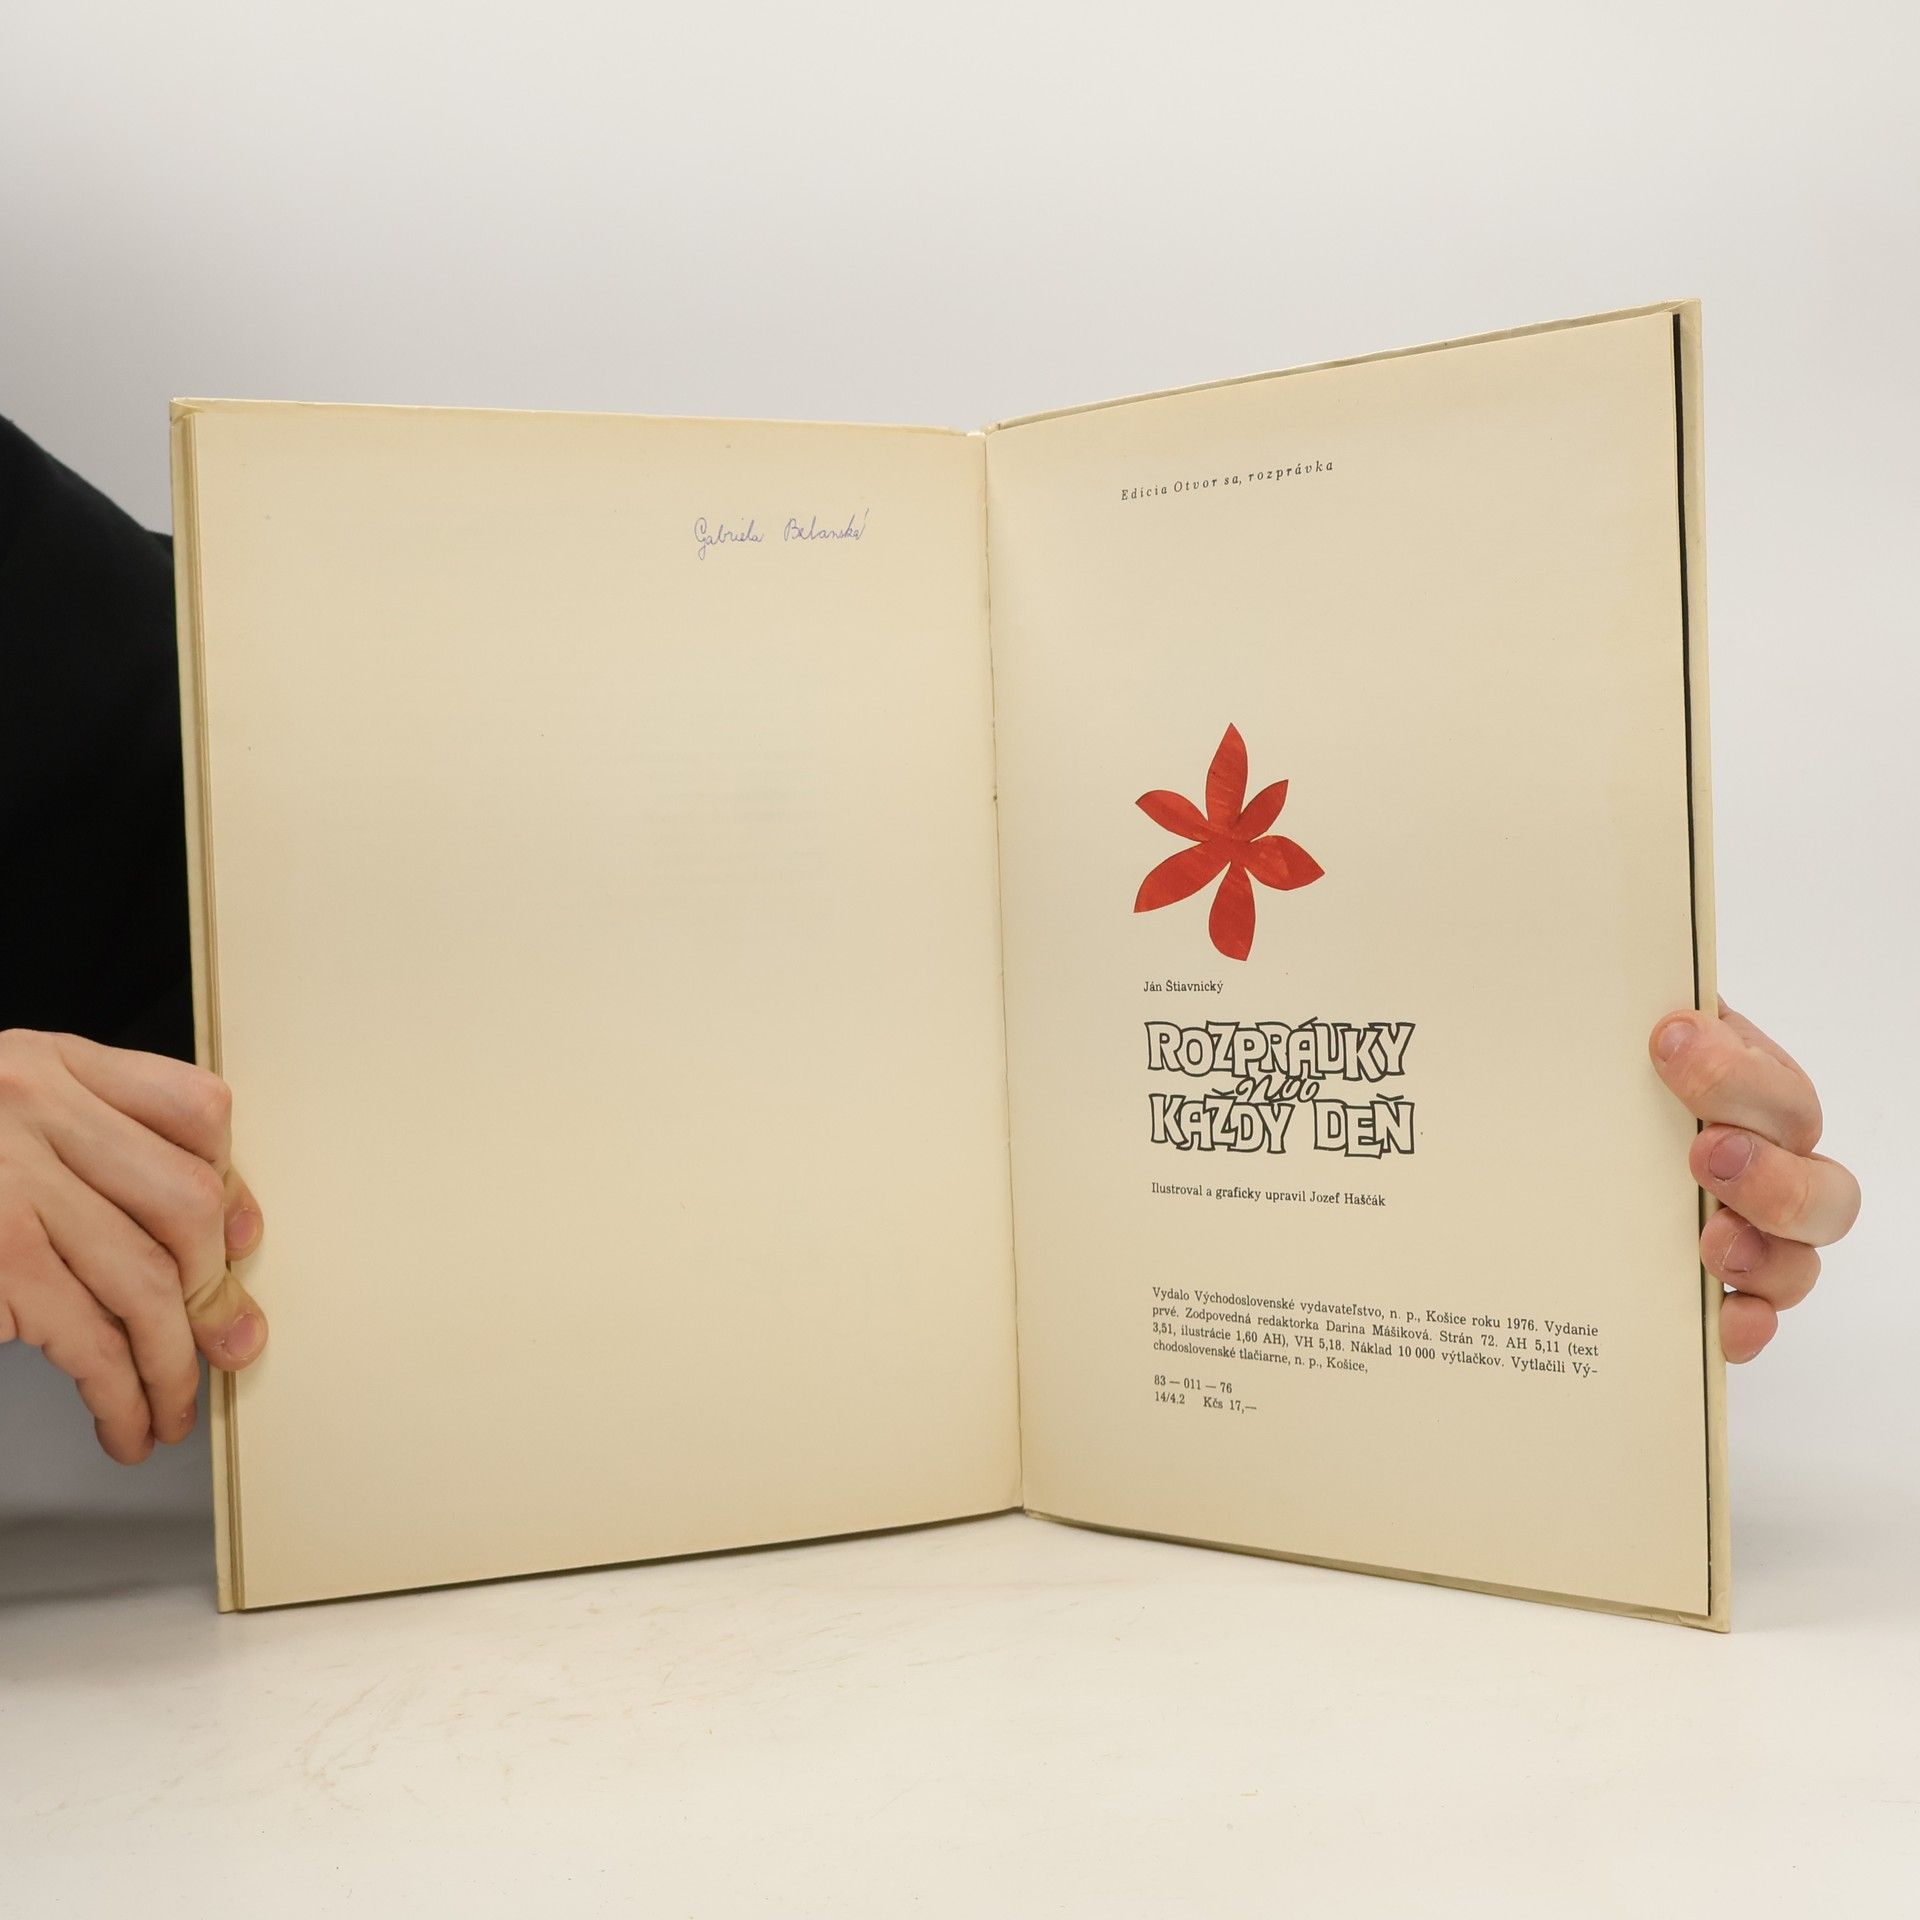 Gabriela Belanská
Edícia Otvor sa, rozprávka
Ján Štiavnický
ROZPRÁVKY
na
KAŽDÝ DEŇ
Ilustroval a graficky upravil Jozef Haščák
Vydalo Východoslovenské vydavateľstvo, n. p., Košice roku 1976. Vydanie
prvé. Zodpovedná redaktorka Darina Mášiková. Strán 72. AH 5,11 (text
3,51, ilustrácie 1,60 AH), VH 5,18. Náklad 10 000 výtlačkov. Vytlačili Vý-
chodoslovenské tlačiarne, n. p., Košice,
83 — 011 — 76
14/4.2 Kčs 17,—